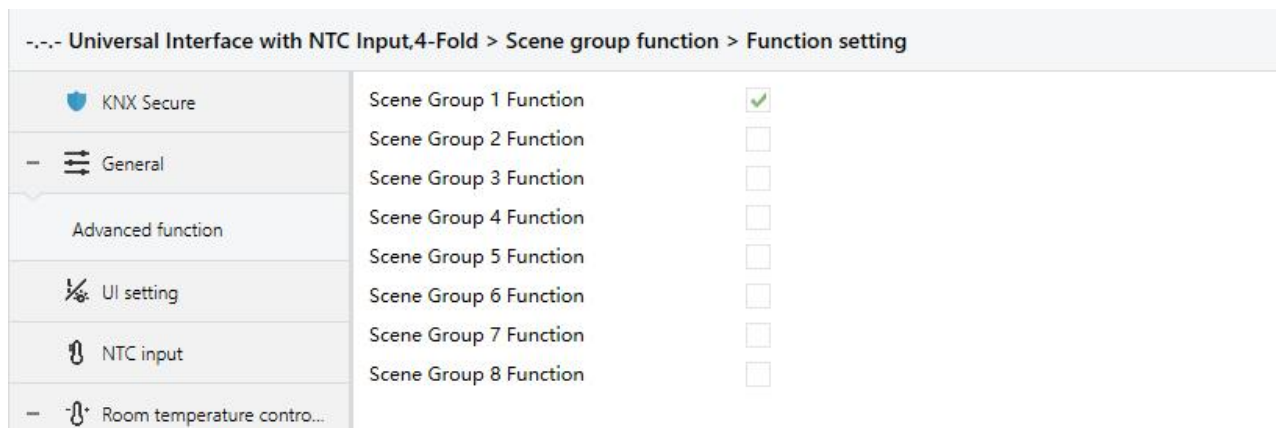 -.-.- Universal Interface with NTC Input,4-Fold > Scene group function > Function setting
KNX Secure
General
Advanced function
UI setting
NTC input
Room temperature contro...
Scene Group 1 Function
Scene Group 2 Function
Scene Group 3 Function
Scene Group 4 Function
Scene Group 5 Function
Scene Group 6 Function
Scene Group 7 Function
Scene Group 8 Function